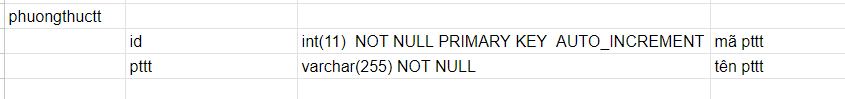 phuongthuctt
id int(11) NOT NULL PRIMARY KEY AUTO_INCREMENT mã pttt
pttt varchar(255) NOT NULL tên pttt